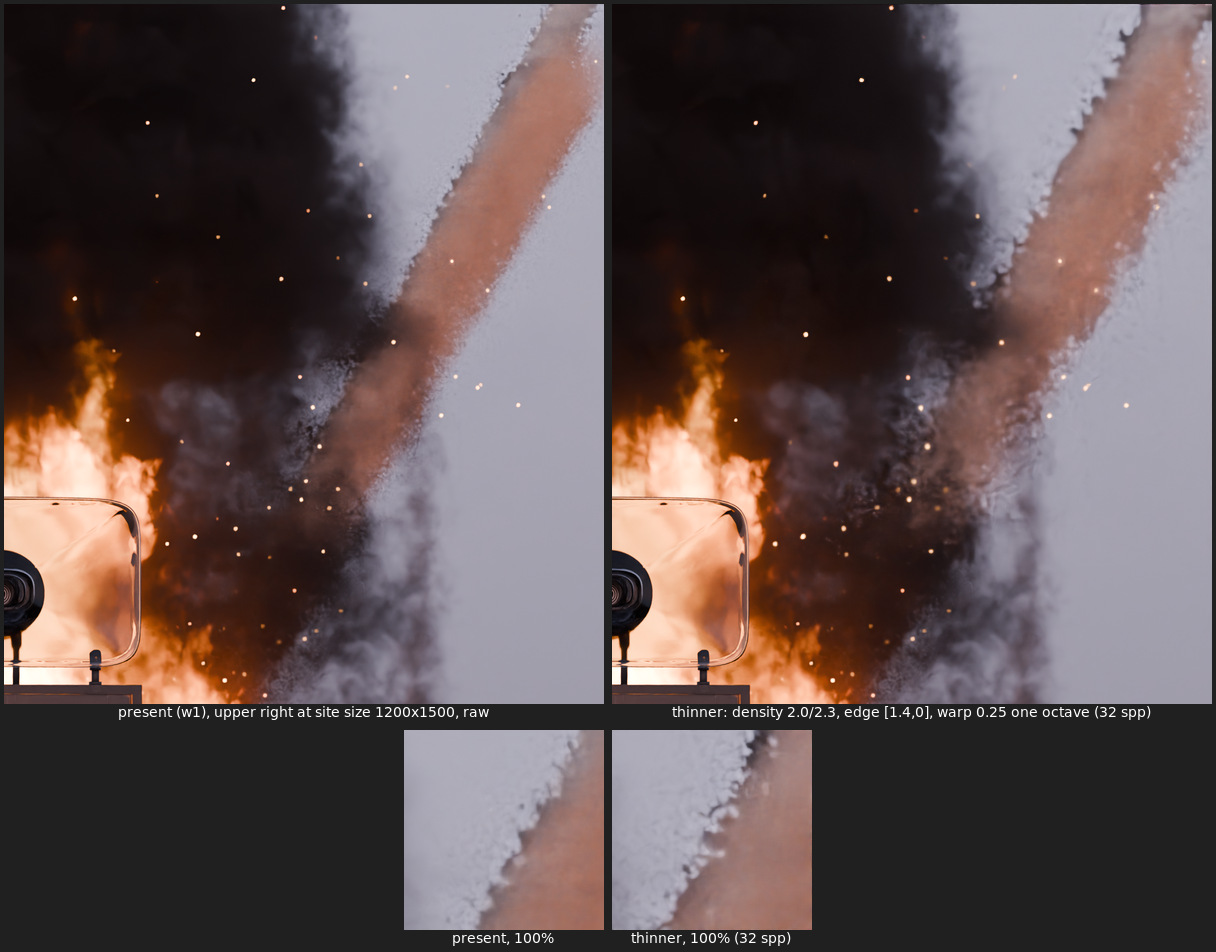 present (w1), upper right at site size 1200x1500, raw
thinner: density 2.0/2.3, edge [1.4,0], warp 0.25 one octave (32 spp)
present, 100%
thinner, 100% (32 spp)